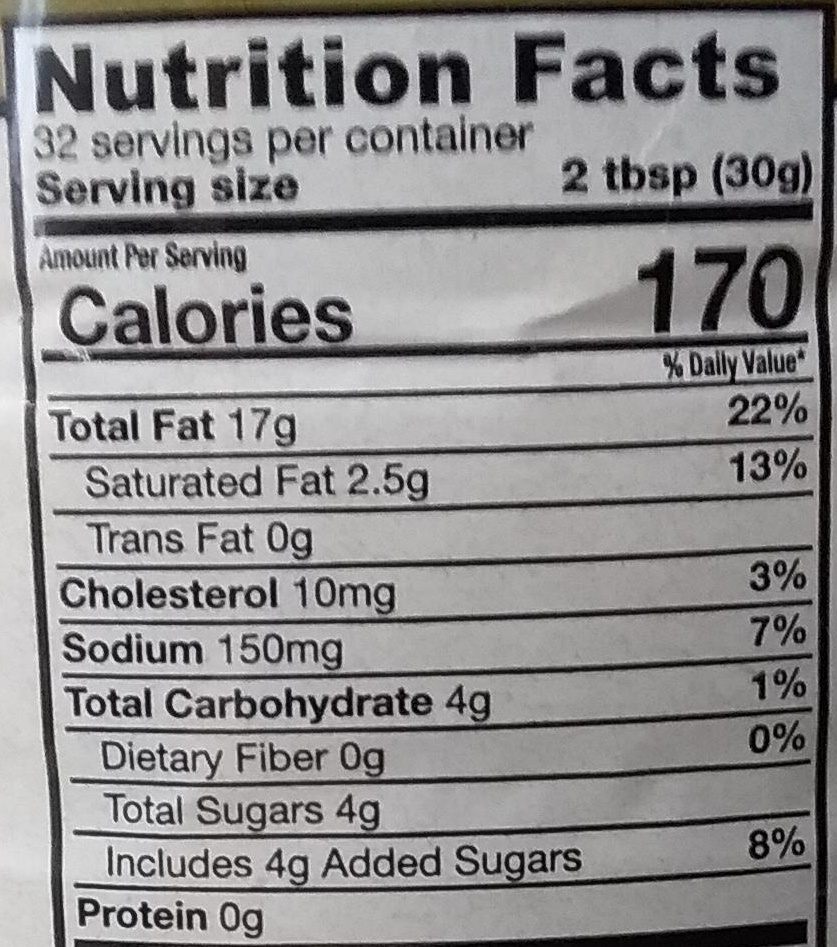 Nutrition Facts
32 servings per container
Serving size 2 tbsp (30g)
Amount Per Serving
Calories 170
% Daily Value*
Total Fat 17g 22%
Saturated Fat 2.5g 13%
Trans Fat 0g
Cholesterol 10mg 3%
Sodium 150mg 7%
Total Carbohydrate 4g 1%
Dietary Fiber 0g 0%
Total Sugars 4g
Includes 4g Added Sugars 8%
Protein 0g